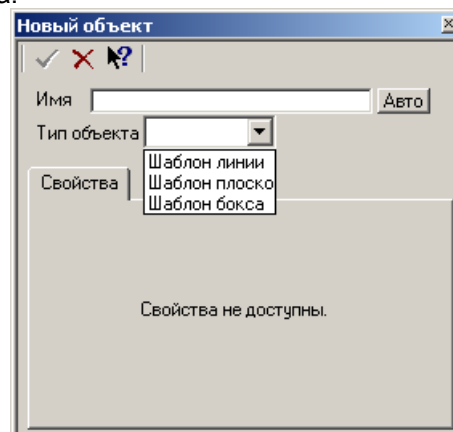 а.
Новый объект
Имя
Авто
Тип объекта
Шаблон линии
Шаблон плоско
Шаблон бокса
Свойства
Свойства не доступны.